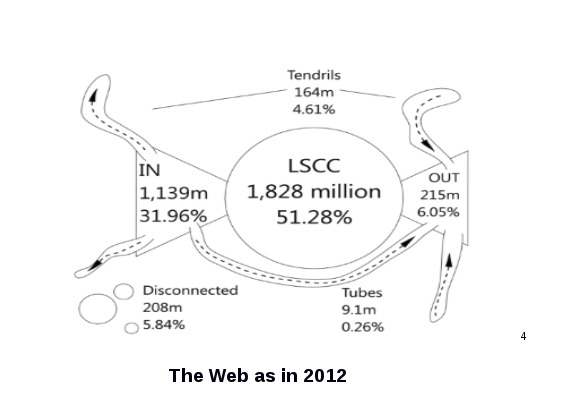 Tendrils
164m
4.61%
IN
1,139m
31.96%
LSCC
1,828 million
51.28%
OUT
215m
6.05%
Disconnected
208m
5.84%
Tubes
9.1m
0.26%
4
The Web as in 2012